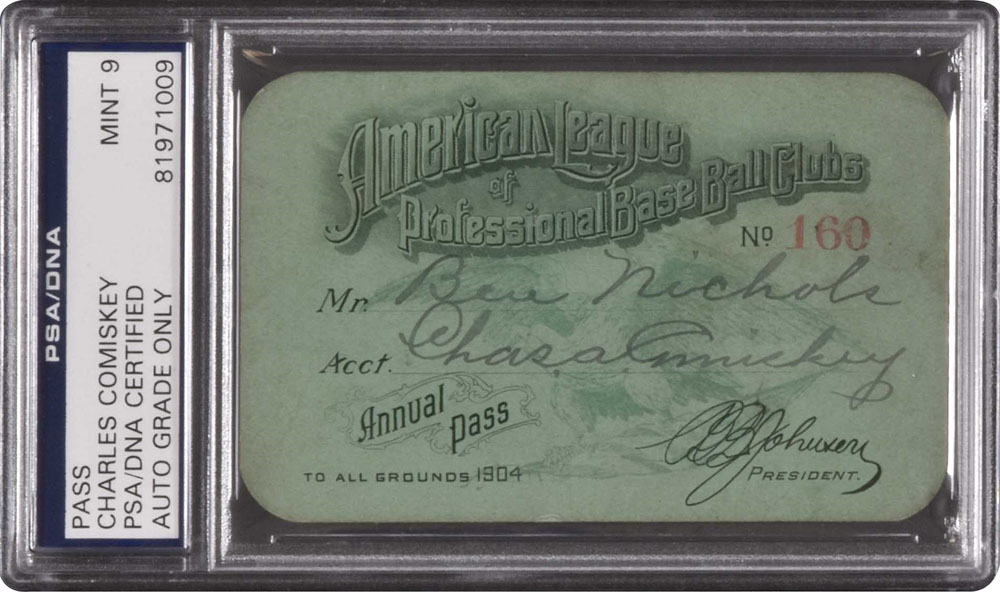 PSA/DNA
PASS MINT 9
CHARLES COMISKEY
PSA/DNA CERTIFIED
AUTO GRADE ONLY 81971009
American League
of
Professional Base Ball Clubs
Nº 160
Mr. Ben Nichols
Acct. Chas a Comiskey
Annual
Pass
TO ALL GROUNDS 1904
B B Johnson
PRESIDENT.